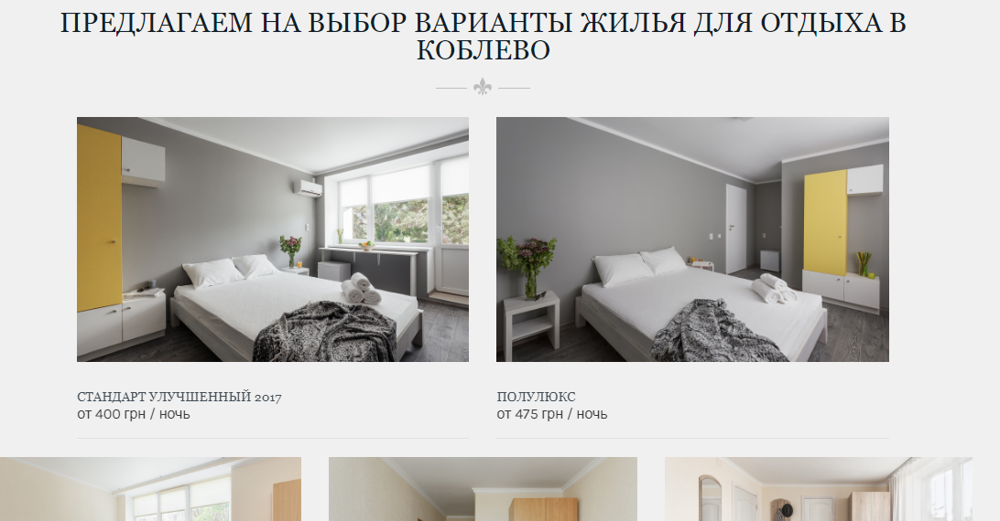 ПРЕДЛАГАЕМ НА ВЫБОР ВАРИАНТЫ ЖИЛЬЯ ДЛЯ ОТДЫХА В
КОБЛЕВО
СТАНДАРТ УЛУЧШЕННЫЙ 2017
от 400 грн / ночь
ПОЛУЛЮКС
от 475 грн / ночь